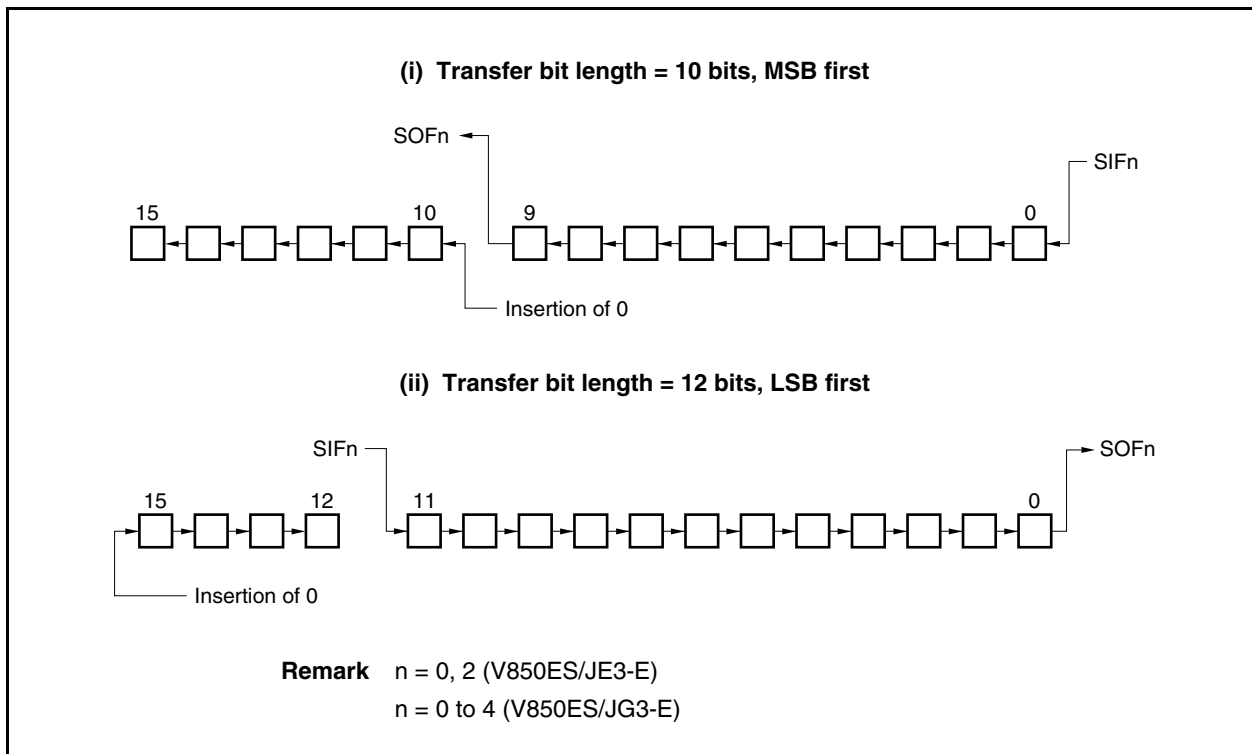 (i) Transfer bit length = 10 bits, MSB first
SOFn
SIFn
15
10
9
0
Insertion of 0
(ii) Transfer bit length = 12 bits, LSB first
SIFn
SOFn
15
12
11
0
Insertion of 0
Remark n = 0, 2 (V850ES/JE3-E)
n = 0 to 4 (V850ES/JG3-E)